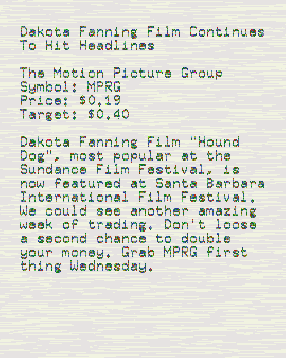 Dakota Fanning Film Continues
To Hit Headlines
The Motion Picture Group
Symbol: MPRG
Price: $0.19
Target: $0.40
Dakota Fanning Film "Hound
Dog", most popular at the
Sundance Film Festival, is
now featured at Santa Barbara
International Film Festival.
We could see another amazing
week of trading. Don't loose
a second chance to double
your money. Grab MPRG first
thing Wednesday.